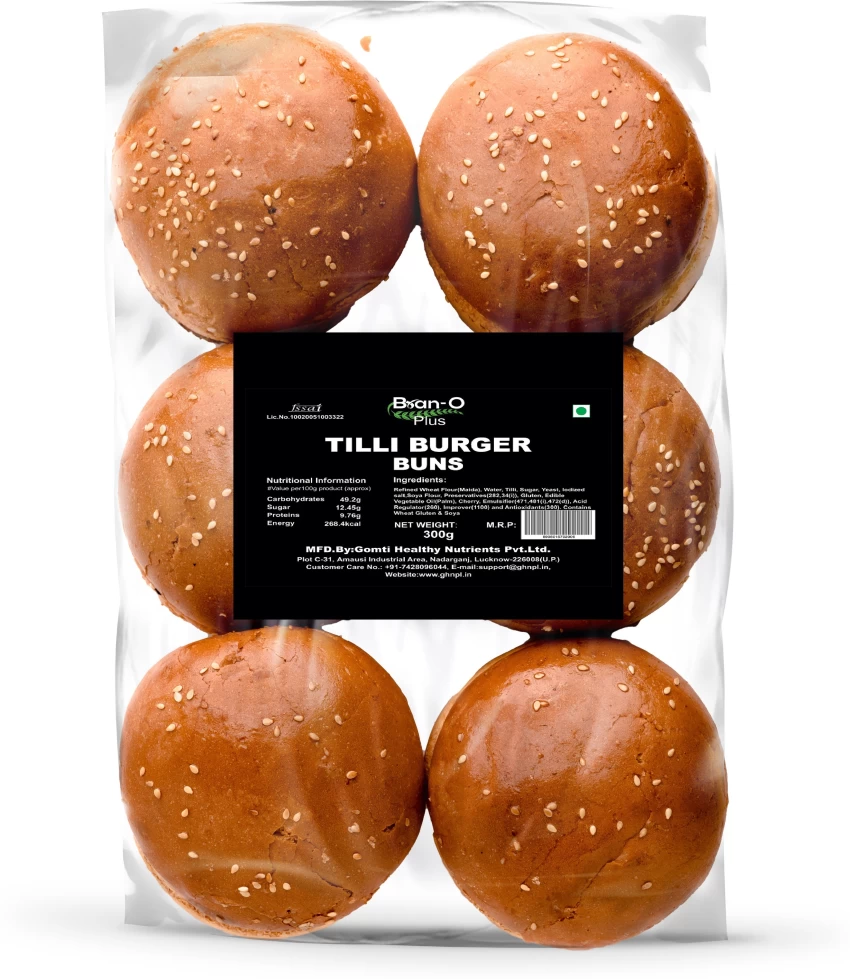 fssai
Lic.No.10020051003322
Bran-O
Plus
TILLI BURGER
BUNS
Nutritional Information
#Value per100g product (approx)
Carbohydrates 49.2g
Sugar 12.45g
Proteins 9.76g
Energy 268.4kcal
Ingredients:
Refined Wheat Flour(Maida), Water, Tilli, Sugar, Yeast, Iodized
salt,Soya Flour, Preservatives(282,34(i)), Gluten, Edible
Vegetable Oil(Palm), Cherry, Emulsifier(471,481(i),472(d)), Acid
Regulator(260), Improver(1100) and Antioxidants(300), Contains
Wheat Gluten & Soya
NET WEIGHT:
300g
M.R.P:
MFD.By:Gomti Healthy Nutrients Pvt.Ltd.
Plot C-31, Amausi Industrial Area, Nadarganj, Lucknow-226008(U.P.)
Customer Care No.: +91-7428096044, E-mail:support@ghnpl.in,
Website:www.ghnpl.in